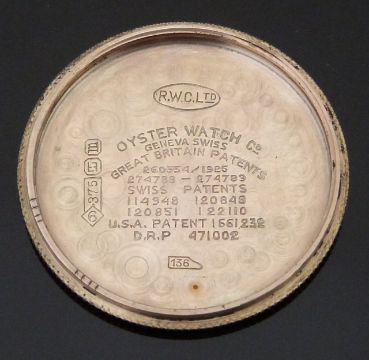 R.W.C.LTD
OYSTER WATCH Co
GENEVA SWISS
GREAT BRITAIN PATENTS
260554/1925
274789 - 274789
SWISS PATENTS
114948 120848
120851 122110
U.S.A. PATENT 1661232
D.R.P 471002
136
.375